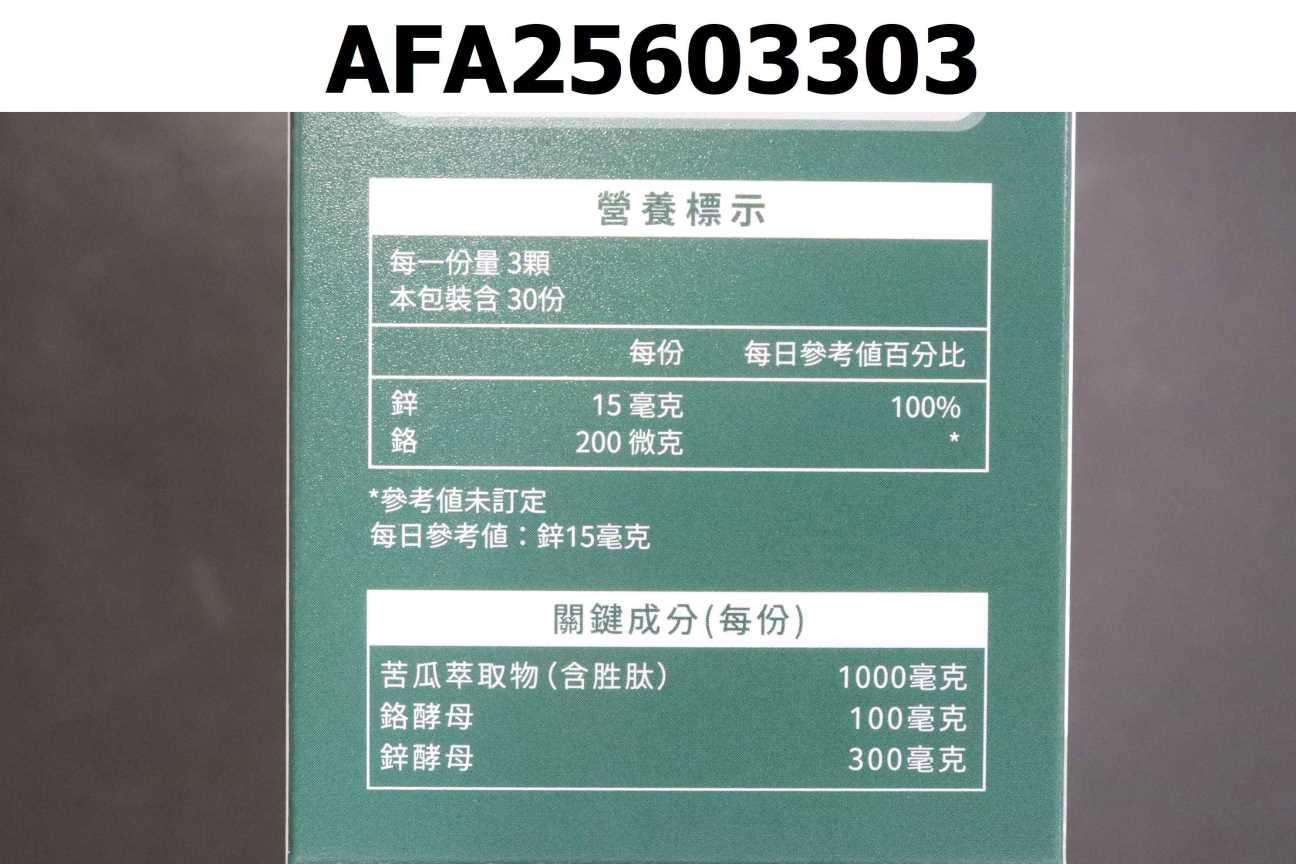 AFA25603303
營養標示
每一份量 3顆
本包裝含 30份
每份 每日參考值百分比
鋅 15 毫克 100%
鉻 200 微克 *
*參考值未訂定
每日參考值：鋅15毫克
關鍵成分(每份)
苦瓜萃取物(含胜肽) 1000毫克
鉻酵母 100毫克
鋅酵母 300毫克